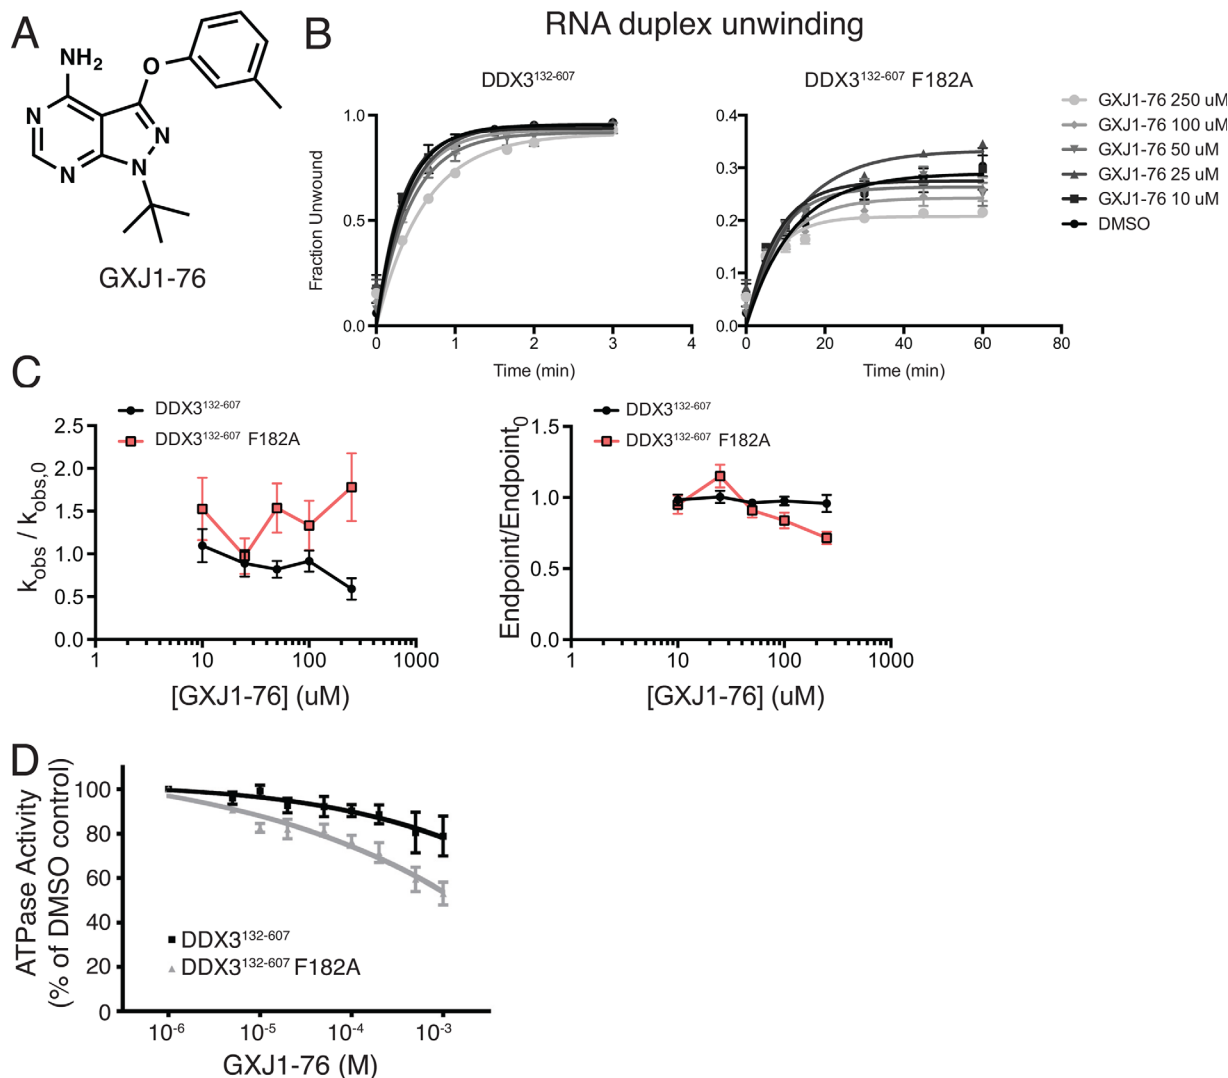 A
NH2
O
N
N
N
N
GXJ1-76
B
RNA duplex unwinding
DDX3132-607
Fraction Unwound
1.0
0.5
0.0
0 1 2 3 4
Time (min)
DDX3132-607 F182A
0.4
0.3
0.2
0.1
0.0
0 20 40 60 80
Time (min)
GXJ1-76 250 uM
GXJ1-76 100 uM
GXJ1-76 50 uM
GXJ1-76 25 uM
GXJ1-76 10 uM
DMSO
C
DDX3132-607
DDX3132-607 F182A
kobs / kobs,0
2.5
2.0
1.5
1.0
0.5
0.0
1 10 100 1000
[GXJ1-76] (uM)
DDX3132-607
DDX3132-607 F182A
Endpoint/Endpoint0
1.5
1.0
0.5
0.0
1 10 100 1000
[GXJ1-76] (uM)
D
ATPase Activity
(% of DMSO control)
100
80
60
40
20
0
DDX3132-607
DDX3132-607 F182A
10-6 10-5 10-4 10-3
GXJ1-76 (M)